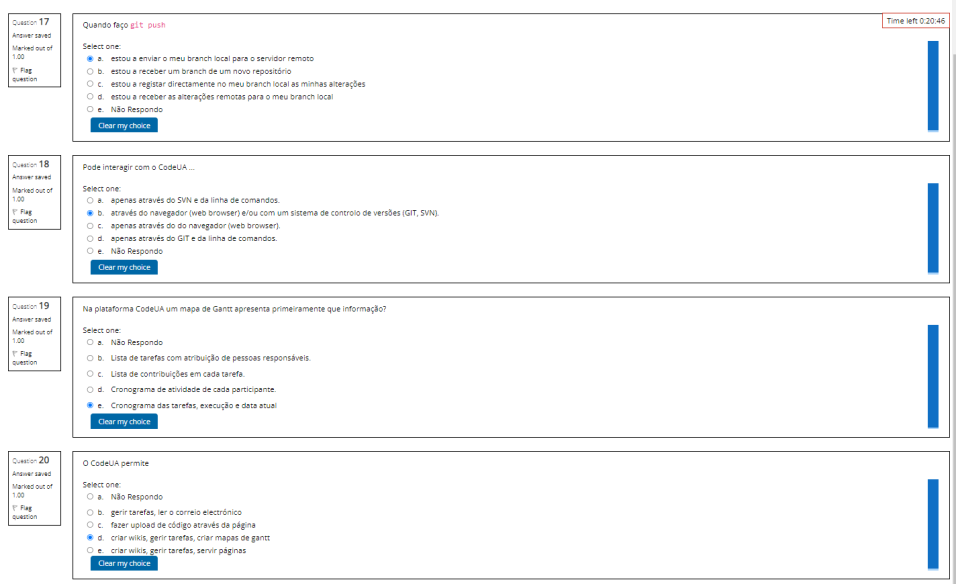 Question 17
Answer saved
Marked out of
1.00
Flag
question
Time left 0:20:46
Quando faço git push
Select one:
a. estou a enviar o meu branch local para o servidor remoto
b. estou a receber um branch de um novo repositório
c. estou a registar directamente no meu branch local as minhas alterações
d. estou a receber as alterações remotas para o meu branch local
e. Não Respondo
Clear my choice
Question 18
Answer saved
Marked out of
1.00
Flag
question
Pode interagir com o CodeUA ...
Select one:
a. apenas através do SVN e da linha de comandos.
b. através do navegador (web browser) e/ou com um sistema de controlo de versões (GIT, SVN).
c. apenas através do do navegador (web browser).
d. apenas através do GIT e da linha de comandos.
e. Não Respondo
Clear my choice
Question 19
Answer saved
Marked out of
1.00
Flag
question
Na plataforma CodeUA um mapa de Gantt apresenta primeiramente que informação?
Select one:
a. Não Respondo
b. Lista de tarefas com atribuição de pessoas responsáveis.
c. Lista de contribuições em cada tarefa.
d. Cronograma de atividade de cada participante.
e. Cronograma das tarefas, execução e data atual
Clear my choice
Question 20
Answer saved
Marked out of
1.00
Flag
question
O CodeUA permite
Select one:
a. Não Respondo
b. gerir tarefas, ler o correio electrónico
c. fazer upload de código através da página
d. criar wikis, gerir tarefas, criar mapas de gantt
e. criar wikis, gerir tarefas, servir páginas
Clear my choice